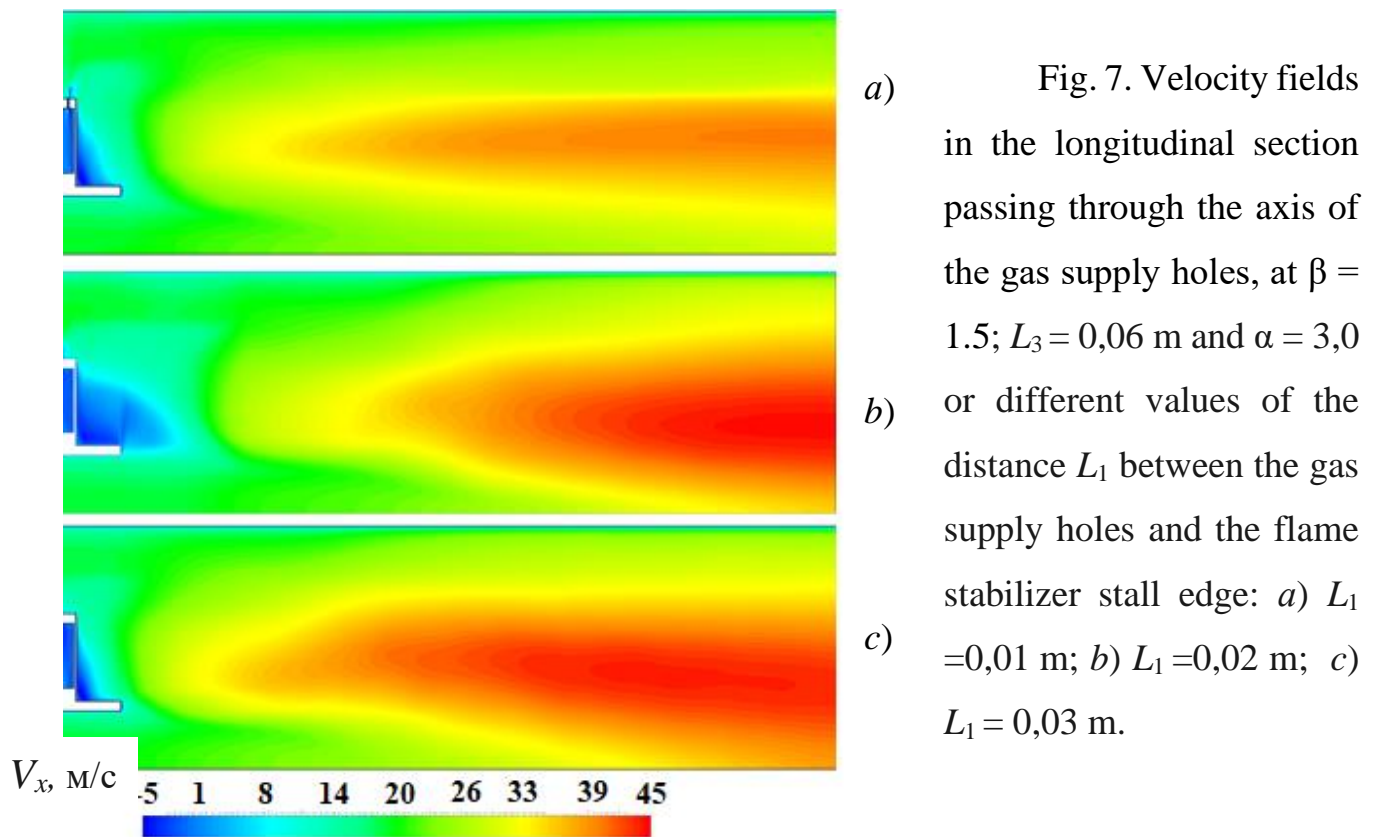 a)
b)
c)
Fig. 7. Velocity fields
in the longitudinal section
passing through the axis of
the gas supply holes, at β =
1.5; L₃ = 0,06 m and α = 3,0
or different values of the
distance L₁ between the gas
supply holes and the flame
stabilizer stall edge: a) L₁
=0,01 m; b) L₁ =0,02 m; c)
L₁ = 0,03 m.
Vₓ, м/с
-5 1 8 14 20 26 33 39 45